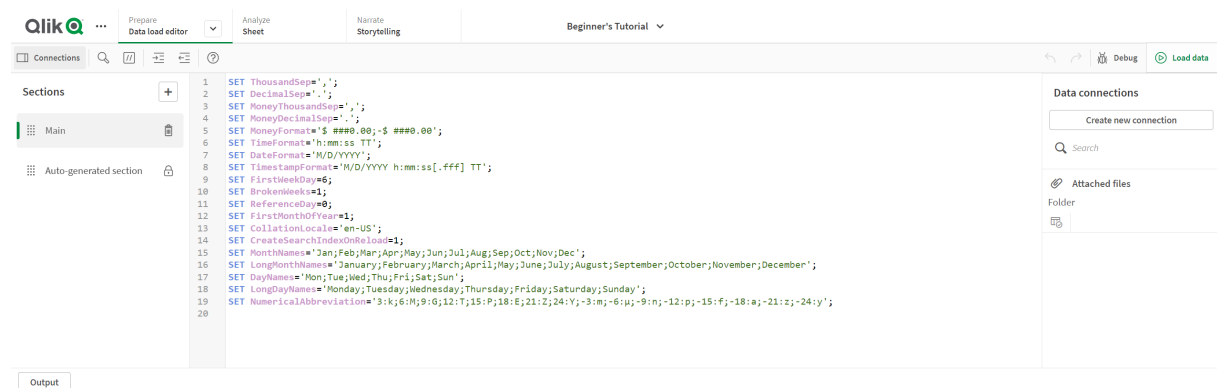 Qlik ... Prepare Data load editor Analyze Sheet Narrate Storytelling Beginner's Tutorial
Connections // ? Debug Load data
Sections +
Main
Auto-generated section
1 SET ThousandSep=',';
2 SET DecimalSep='.';
3 SET MoneyThousandSep=',';
4 SET MoneyDecimalSep='.';
5 SET MoneyFormat='$ ###0.00;-$ ###0.00';
6 SET TimeFormat='h:mm:ss TT';
7 SET DateFormat='M/D/YYYY';
8 SET TimestampFormat='M/D/YYYY h:mm:ss[.fff] TT';
9 SET FirstWeekDay=6;
10 SET BrokenWeeks=1;
11 SET ReferenceDay=0;
12 SET FirstMonthOfYear=1;
13 SET CollationLocale='en-US';
14 SET CreateSearchIndexOnReload=1;
15 SET MonthNames='Jan;Feb;Mar;Apr;May;Jun;Jul;Aug;Sep;Oct;Nov;Dec';
16 SET LongMonthNames='January;February;March;April;May;June;July;August;September;October;November;December';
17 SET DayNames='Mon;Tue;Wed;Thu;Fri;Sat;Sun';
18 SET LongDayNames='Monday;Tuesday;Wednesday;Thursday;Friday;Saturday;Sunday';
19 SET NumericalAbbreviation='3:k;6:M;9:G;12:T;15:P;18:E;21:Z;24:Y;-3:m;-6:μ;-9:n;-12:p;-15:f;-18:a;-21:z;-24:y';
20
Data connections
Create new connection
Search
Attached files
Folder
Output